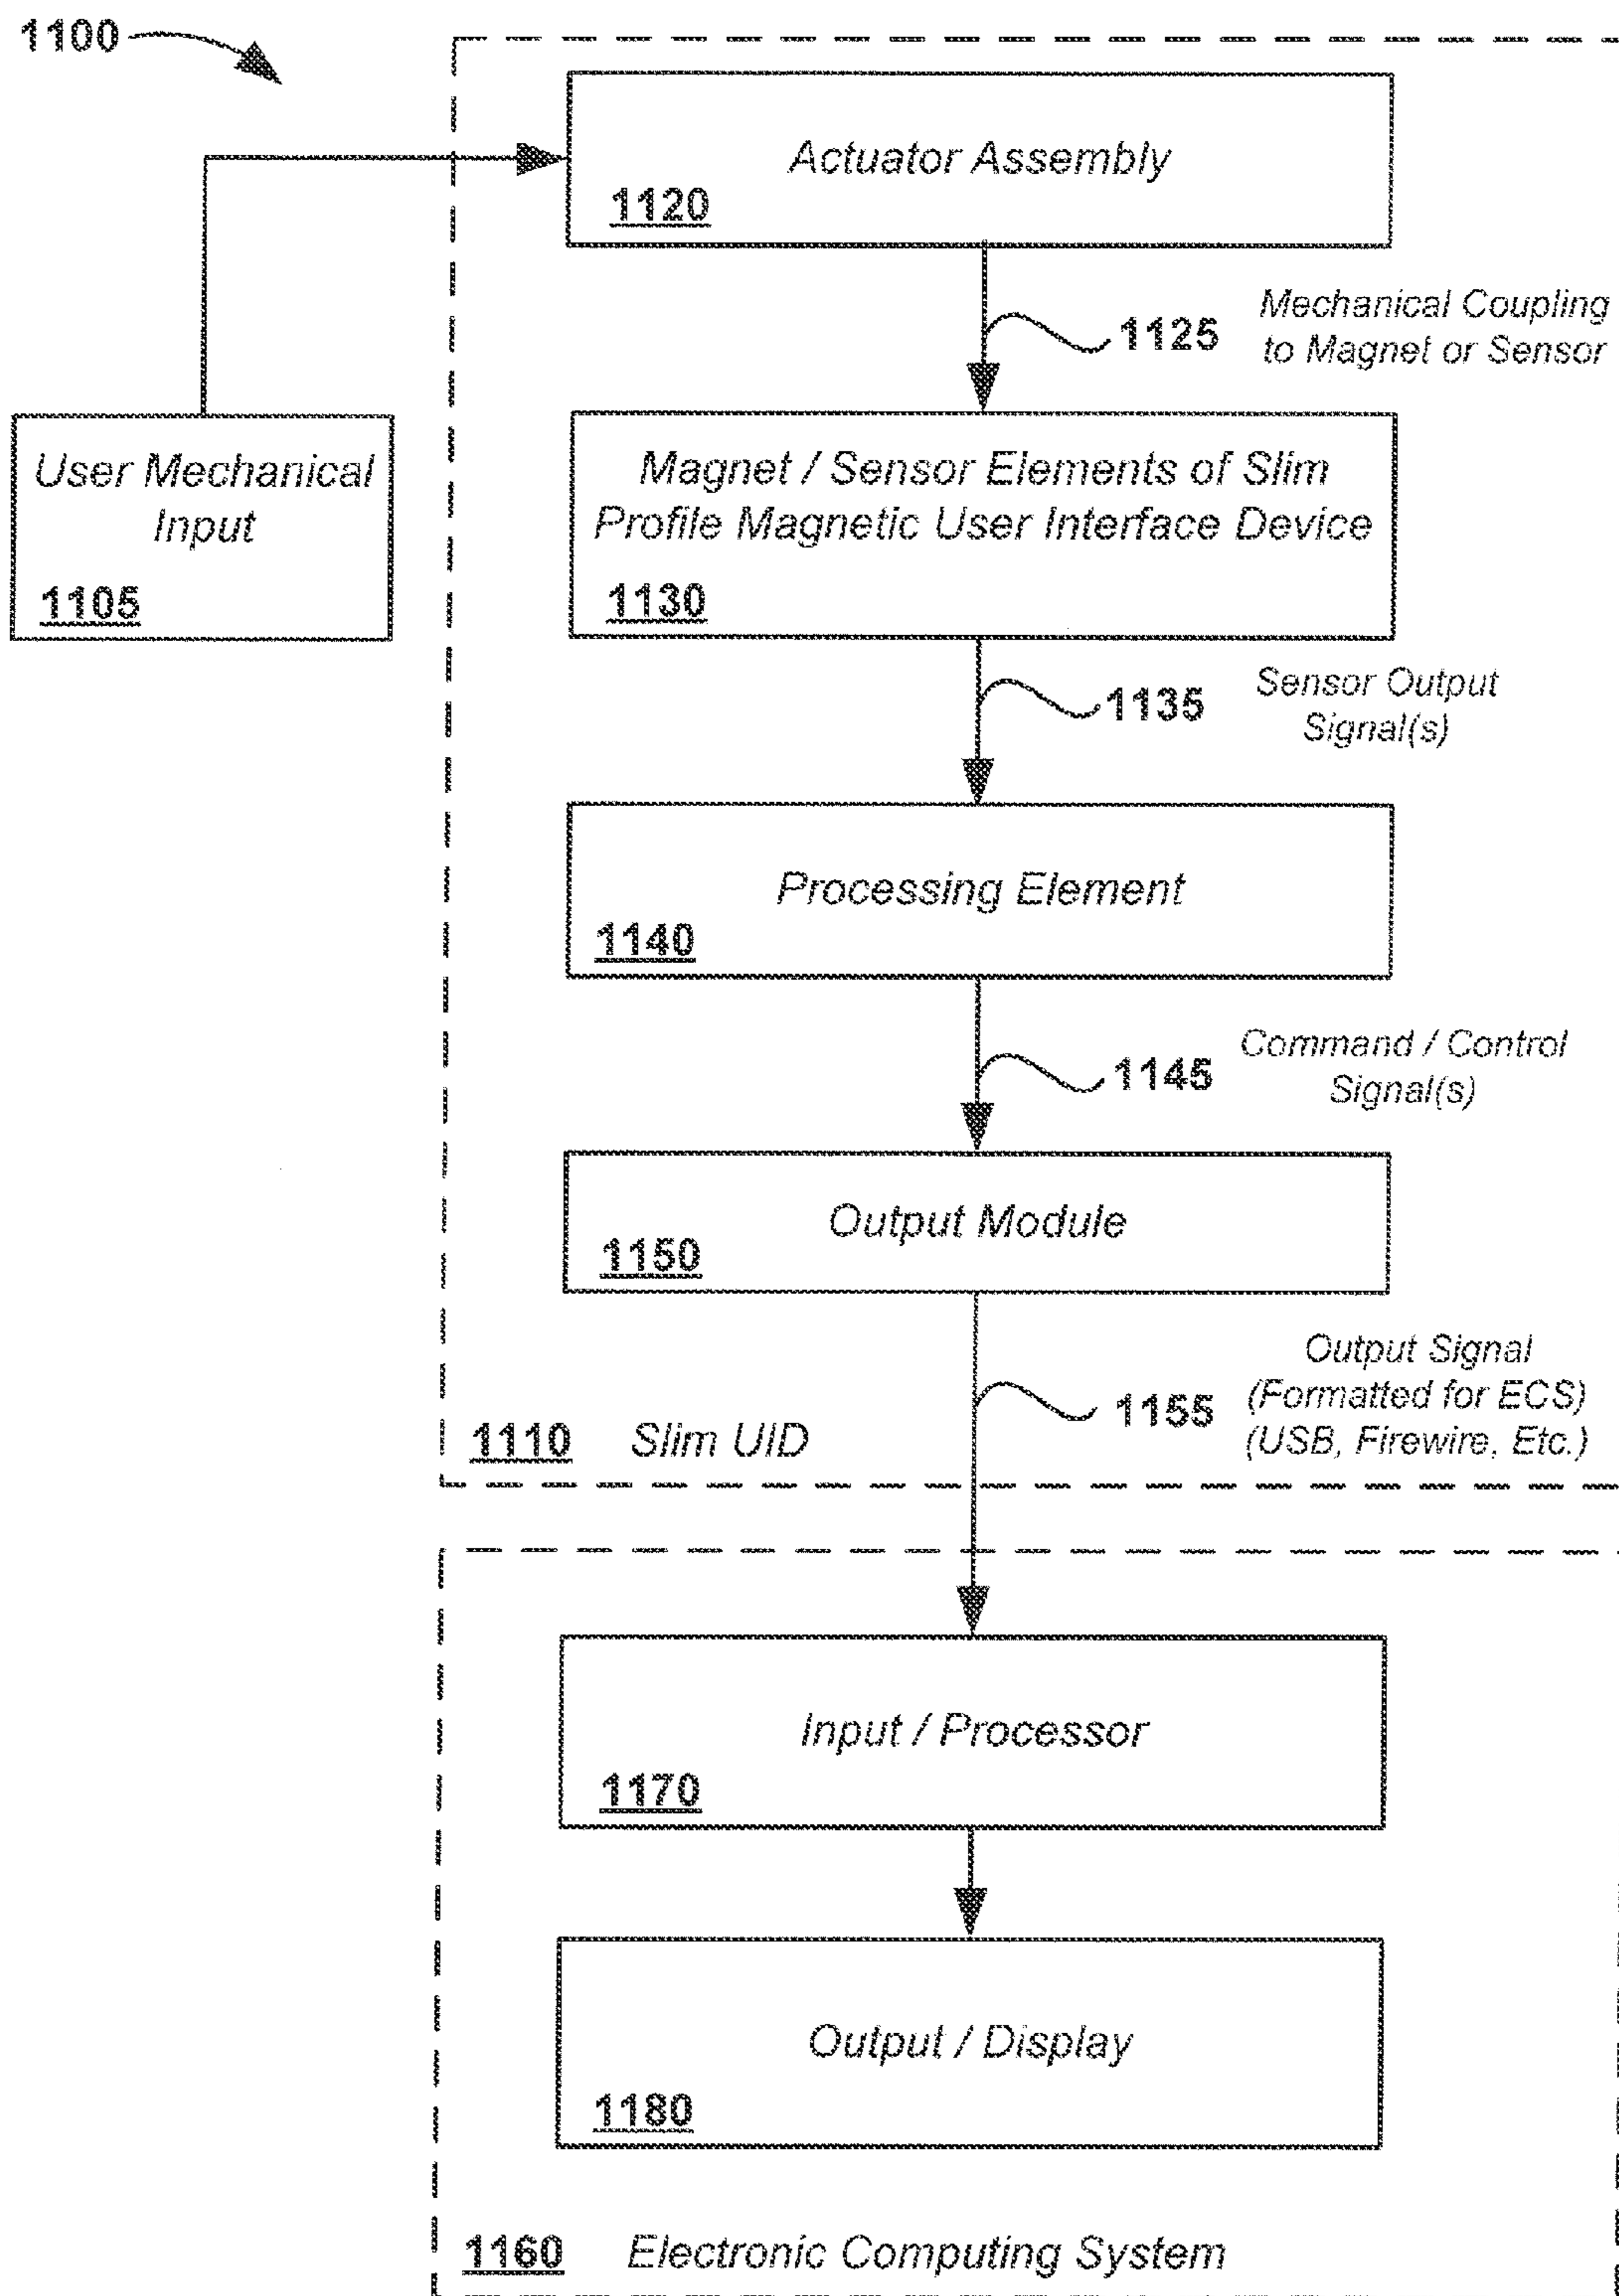 1100
Actuator Assembly
1120
1125
Mechanical Coupling
to Magnet or Sensor
User Mechanical
Input
1105
Magnet / Sensor Elements of Slim
Profile Magnetic User Interface Device
1130
1135
Sensor Output
Signal(s)
Processing Element
1140
1145
Command / Control
Signal(s)
Output Module
1150
1155
Output Signal
(Formatted for ECS)
(USB, Firewire, Etc.)
1110 Slim UID
Input / Processor
1170
Output / Display
1180
1160 Electronic Computing System